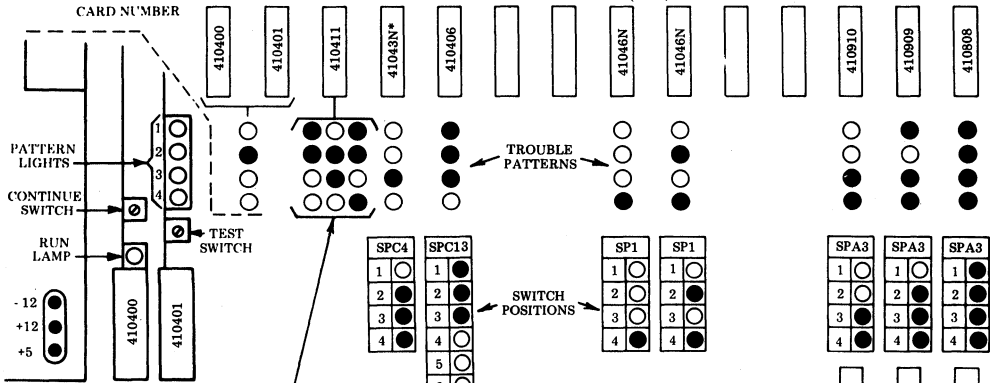 CARD NUMBER
410400
410401
410411
41043N*
410406
41046N
41046N
410910
410909
410808
1
2
3
4
PATTERN
LIGHTS
CONTINUE
SWITCH
RUN
LAMP
TEST
SWITCH
- 12
+12
+5
410400
410401
TROUBLE
PATTERNS
SWITCH
POSITIONS
SPC4
1
2
3
4
SPC13
1
2
3
4
5
SP1
1
2
3
4
SP1
1
2
3
4
SPA3
1
2
3
4
SPA3
1
2
3
4
SPA3
1
2
3
4